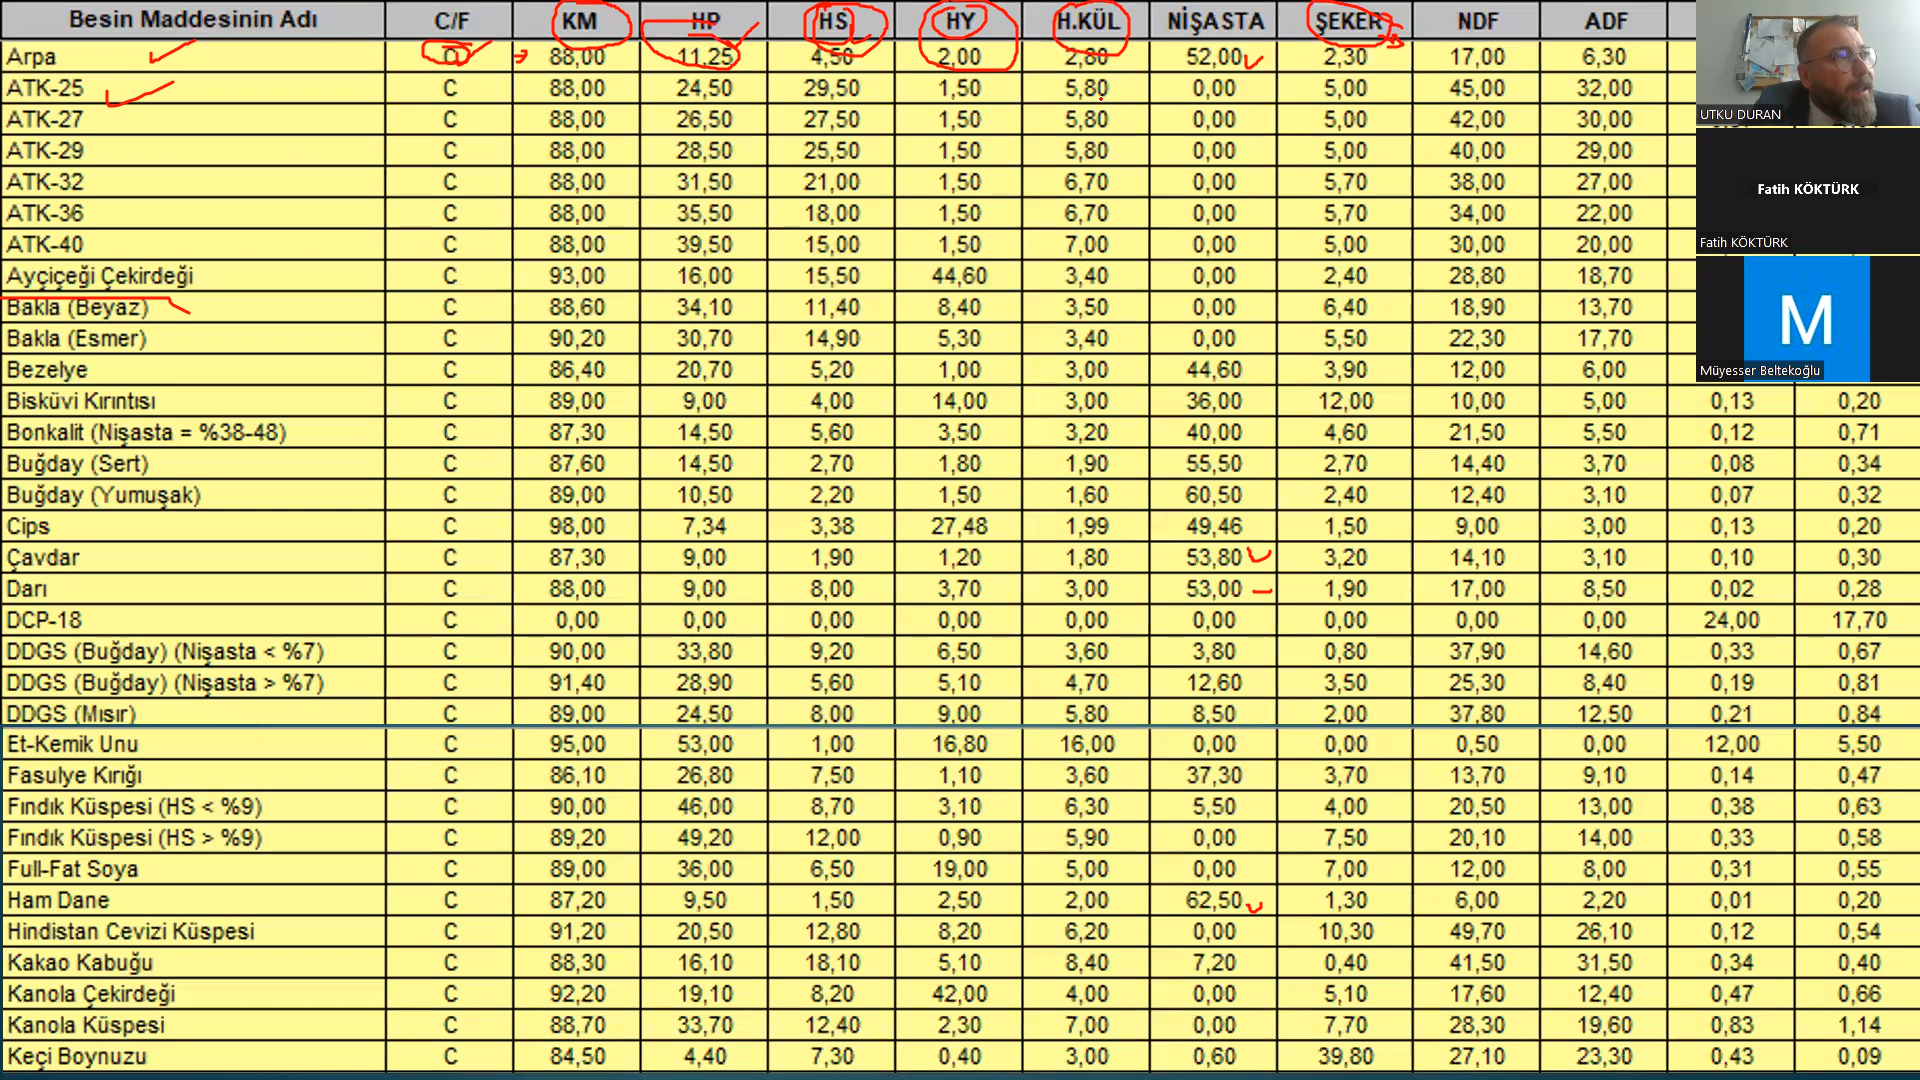 Besin Maddesinin Adı C/F KM HP HS HY H.KÜL NİŞASTA ŞEKER NDF ADF
Arpa C 88,00 11,25 4,50 2,00 2,80 52,00 2,30 17,00 6,30
ATK-25 C 88,00 24,50 29,50 1,50 5,80 0,00 5,00 45,00 32,00
ATK-27 C 88,00 26,50 27,50 1,50 5,80 0,00 5,00 42,00 30,00
ATK-29 C 88,00 28,50 25,50 1,50 5,80 0,00 5,00 40,00 29,00
ATK-32 C 88,00 31,50 21,00 1,50 6,70 0,00 5,70 38,00 27,00
ATK-36 C 88,00 35,50 18,00 1,50 6,70 0,00 5,70 34,00 22,00
ATK-40 C 88,00 39,50 15,00 1,50 7,00 0,00 5,00 30,00 20,00
Ayçiçeği Çekirdeği C 93,00 16,00 15,50 44,60 3,40 0,00 2,40 28,80 18,70
Bakla (Beyaz) C 88,60 34,10 11,40 8,40 3,50 0,00 6,40 18,90 13,70
Bakla (Esmer) C 90,20 30,70 14,90 5,30 3,40 0,00 5,50 22,30 17,70
Bezelye C 86,40 20,70 5,20 1,00 3,00 44,60 3,90 12,00 6,00
Bisküvi Kırıntısı C 89,00 9,00 4,00 14,00 3,00 36,00 12,00 10,00 5,00 0,13 0,20
Bonkalit (Nişasta = %38-48) C 87,30 14,50 5,60 3,50 3,20 40,00 4,60 21,50 5,50 0,12 0,71
Buğday (Sert) C 87,60 14,50 2,70 1,80 1,90 55,50 2,70 14,40 3,70 0,08 0,34
Buğday (Yumuşak) C 89,00 10,50 2,20 1,50 1,60 60,50 2,40 12,40 3,10 0,07 0,32
Cips C 98,00 7,34 3,38 27,48 1,99 49,46 1,50 9,00 3,00 0,13 0,20
Çavdar C 87,30 9,00 1,90 1,20 1,80 53,80 3,20 14,10 3,10 0,10 0,30
Darı C 88,00 9,00 8,00 3,70 3,00 53,00 1,90 17,00 8,50 0,02 0,28
DCP-18 C 0,00 0,00 0,00 0,00 0,00 0,00 0,00 0,00 0,00 24,00 17,70
DDGS (Buğday) (Nişasta < %7) C 90,00 33,80 9,20 6,50 3,60 3,80 0,80 37,90 14,60 0,33 0,67
DDGS (Buğday) (Nişasta > %7) C 91,40 28,90 5,60 5,10 4,70 12,60 3,50 25,30 8,40 0,19 0,81
DDGS (Mısır) C 89,00 24,50 8,00 9,00 5,80 8,50 2,00 37,80 12,50 0,21 0,84
Et-Kemik Unu C 95,00 53,00 1,00 16,80 16,00 0,00 0,00 0,50 0,00 12,00 5,50
Fasulye Kırığı C 86,10 26,80 7,50 1,10 3,60 37,30 3,70 13,70 9,10 0,14 0,47
Fındık Küspesi (HS < %9) C 90,00 46,00 8,70 3,10 6,30 5,50 4,00 20,50 13,00 0,38 0,63
Fındık Küspesi (HS > %9) C 89,20 49,20 12,00 0,90 5,90 0,00 7,50 20,10 14,00 0,33 0,58
Full-Fat Soya C 89,00 36,00 6,50 19,00 5,00 0,00 7,00 12,00 8,00 0,31 0,55
Ham Dane C 87,20 9,50 1,50 2,50 2,00 62,50 1,30 6,00 2,20 0,01 0,20
Hindistan Cevizi Küspesi C 91,20 20,50 12,80 8,20 6,20 0,00 10,30 49,70 26,10 0,12 0,54
Kakao Kabuğu C 88,30 16,10 18,10 5,10 8,40 7,20 0,40 41,50 31,50 0,34 0,40
Kanola Çekirdeği C 92,20 19,10 8,20 42,00 4,00 0,00 5,10 17,60 12,40 0,47 0,66
Kanola Küspesi C 88,70 33,70 12,40 2,30 7,00 0,00 7,70 28,30 19,60 0,83 1,14
Keçi Boynuzu C 84,50 4,40 7,30 0,40 3,00 0,60 39,80 27,10 23,30 0,43 0,09
UTKU DURAN
Fatih KÖKTÜRK
Fatih KÖKTÜRK
M
Müyesser Beltekoğlu